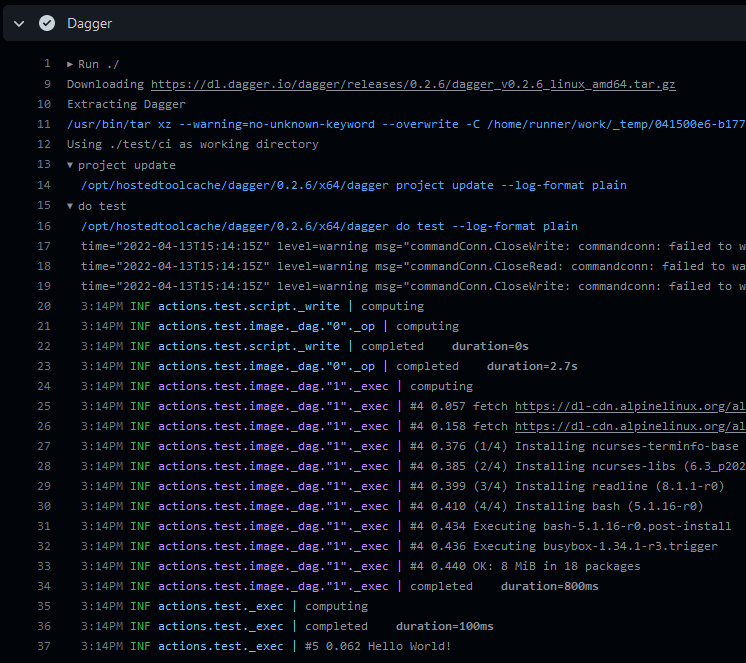 Dagger
1 ▸ Run ./
9 Downloading https://dl.dagger.io/dagger/releases/0.2.6/dagger_v0.2.6_linux_amd64.tar.gz
10 Extracting Dagger
11 /usr/bin/tar xz --warning=no-unknown-keyword --overwrite -C /home/runner/work/_temp/041500e6-b177
12 Using ./test/ci as working directory
13 ▾ project update
14 /opt/hostedtoolcache/dagger/0.2.6/x64/dagger project update --log-format plain
15 ▾ do test
16 /opt/hostedtoolcache/dagger/0.2.6/x64/dagger do test --log-format plain
17 time="2022-04-13T15:14:15Z" level=warning msg="commandConn.CloseWrite: commandconn: failed to w
18 time="2022-04-13T15:14:15Z" level=warning msg="commandConn.CloseRead: commandconn: failed to wa
19 time="2022-04-13T15:14:15Z" level=warning msg="commandConn.CloseWrite: commandconn: failed to w
20 3:14PM INF actions.test.script._write | computing
21 3:14PM INF actions.test.image._dag."0"._op | computing
22 3:14PM INF actions.test.script._write | completed duration=0s
23 3:14PM INF actions.test.image._dag."0"._op | completed duration=2.7s
24 3:14PM INF actions.test.image._dag."1"._exec | computing
25 3:14PM INF actions.test.image._dag."1"._exec | #4 0.057 fetch https://dl-cdn.alpinelinux.org/al
26 3:14PM INF actions.test.image._dag."1"._exec | #4 0.158 fetch https://dl-cdn.alpinelinux.org/al
27 3:14PM INF actions.test.image._dag."1"._exec | #4 0.376 (1/4) Installing ncurses-terminfo-base
28 3:14PM INF actions.test.image._dag."1"._exec | #4 0.385 (2/4) Installing ncurses-libs (6.3_p202
29 3:14PM INF actions.test.image._dag."1"._exec | #4 0.399 (3/4) Installing readline (8.1.1-r0)
30 3:14PM INF actions.test.image._dag."1"._exec | #4 0.410 (4/4) Installing bash (5.1.16-r0)
31 3:14PM INF actions.test.image._dag."1"._exec | #4 0.434 Executing bash-5.1.16-r0.post-install
32 3:14PM INF actions.test.image._dag."1"._exec | #4 0.436 Executing busybox-1.34.1-r3.trigger
33 3:14PM INF actions.test.image._dag."1"._exec | #4 0.440 OK: 8 MiB in 18 packages
34 3:14PM INF actions.test.image._dag."1"._exec | completed duration=800ms
35 3:14PM INF actions.test._exec | computing
36 3:14PM INF actions.test._exec | completed duration=100ms
37 3:14PM INF actions.test._exec | #5 0.062 Hello World!